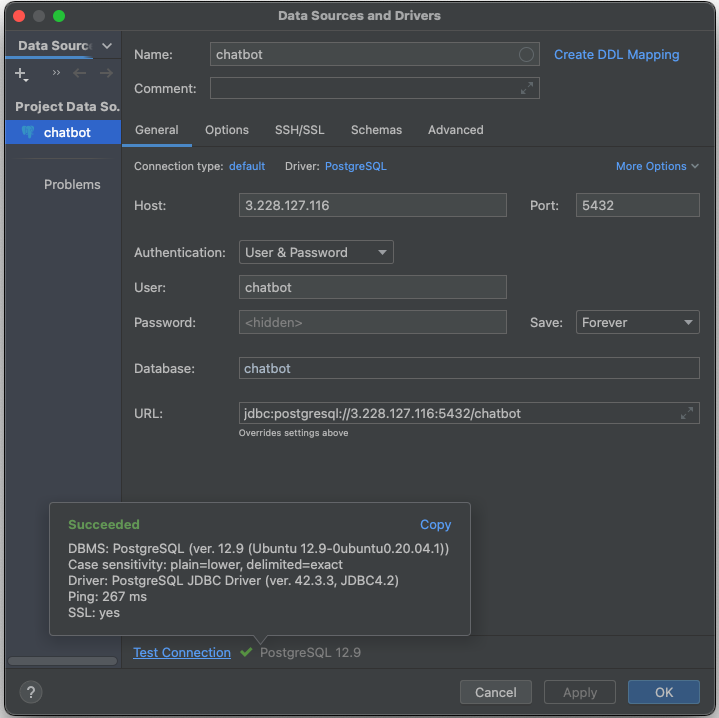 Data Sources and Drivers
Data Sourc
Name: chatbot Create DDL Mapping
Comment:
Project Data So.
chatbot
Problems
General Options SSH/SSL Schemas Advanced
Connection type: default Driver: PostgreSQL More Options
Host: 3.228.127.116 Port: 5432
Authentication: User & Password
User: chatbot
Password: <hidden> Save: Forever
Database: chatbot
URL: jdbc:postgresql://3.228.127.116:5432/chatbot
Overrides settings above
Succeeded Copy
DBMS: PostgreSQL (ver. 12.9 (Ubuntu 12.9-0ubuntu0.20.04.1))
Case sensitivity: plain=lower, delimited=exact
Driver: PostgreSQL JDBC Driver (ver. 42.3.3, JDBC4.2)
Ping: 267 ms
SSL: yes
Test Connection PostgreSQL 12.9
? Cancel Apply OK